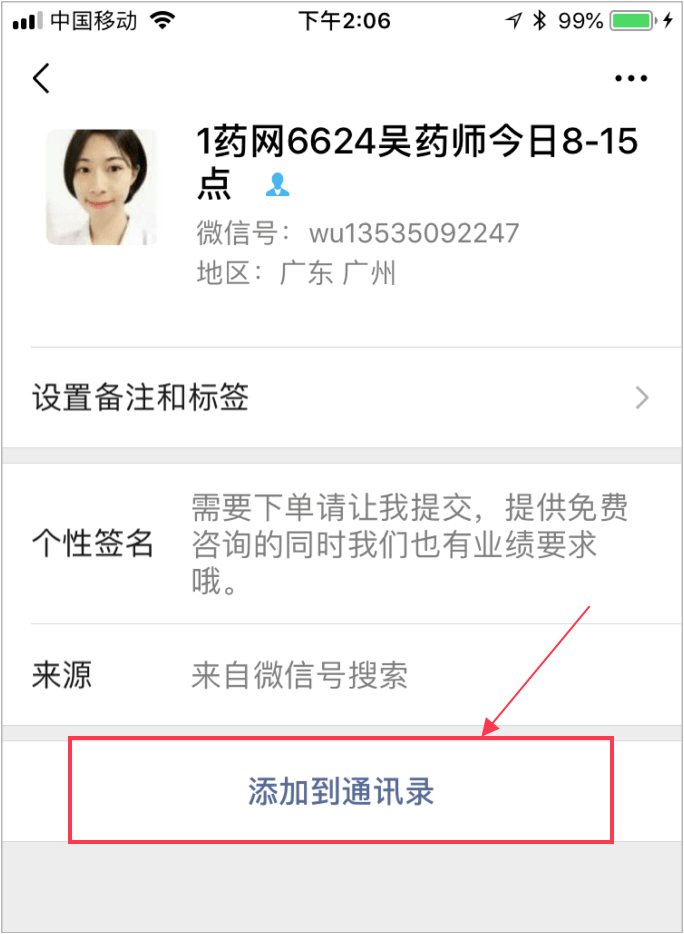 中国移动 下午2:06 99%
1药网6624吴药师今日8-15
点
微信号：wu13535092247
地区：广东 广州
设置备注和标签
个性签名
需要下单请让我提交，提供免费
咨询的同时我们也有业绩要求
哦。
来源 来自微信号搜索
添加到通讯录